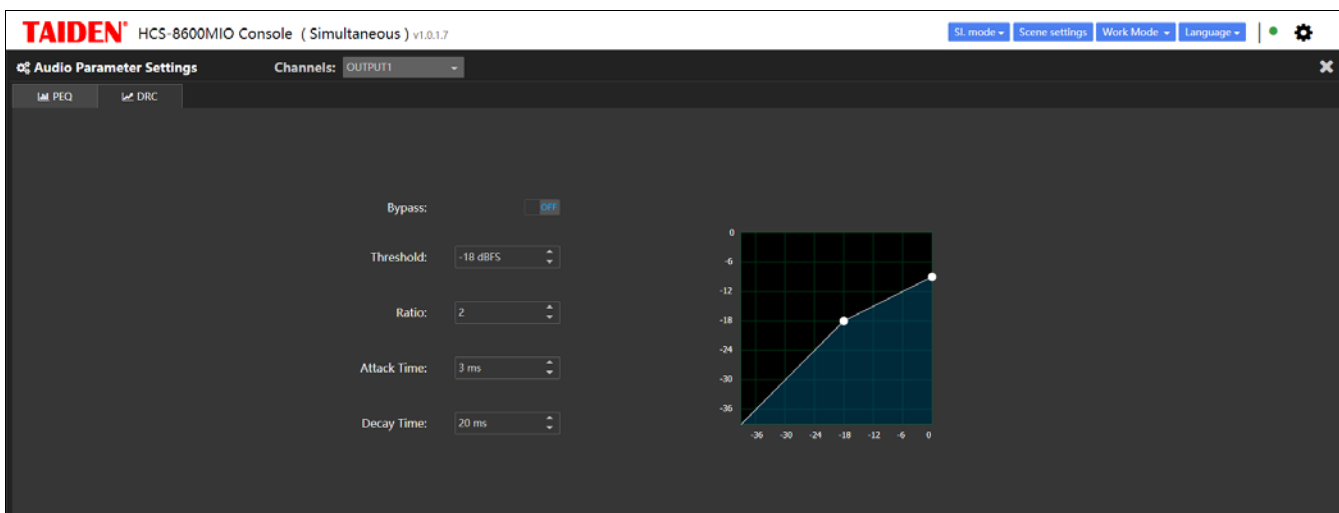 TAIDEN® HCS-8600MIO Console ( Simultaneous ) v1.0.1.7 SI. mode Scene settings Work Mode Language
Audio Parameter Settings Channels: OUTPUT1
PEQ DRC
Bypass: OFF
Threshold: -18 dBFS
Ratio: 2
Attack Time: 3 ms
Decay Time: 20 ms
0
-6
-12
-18
-24
-30
-36
-36 -30 -24 -18 -12 -6 0